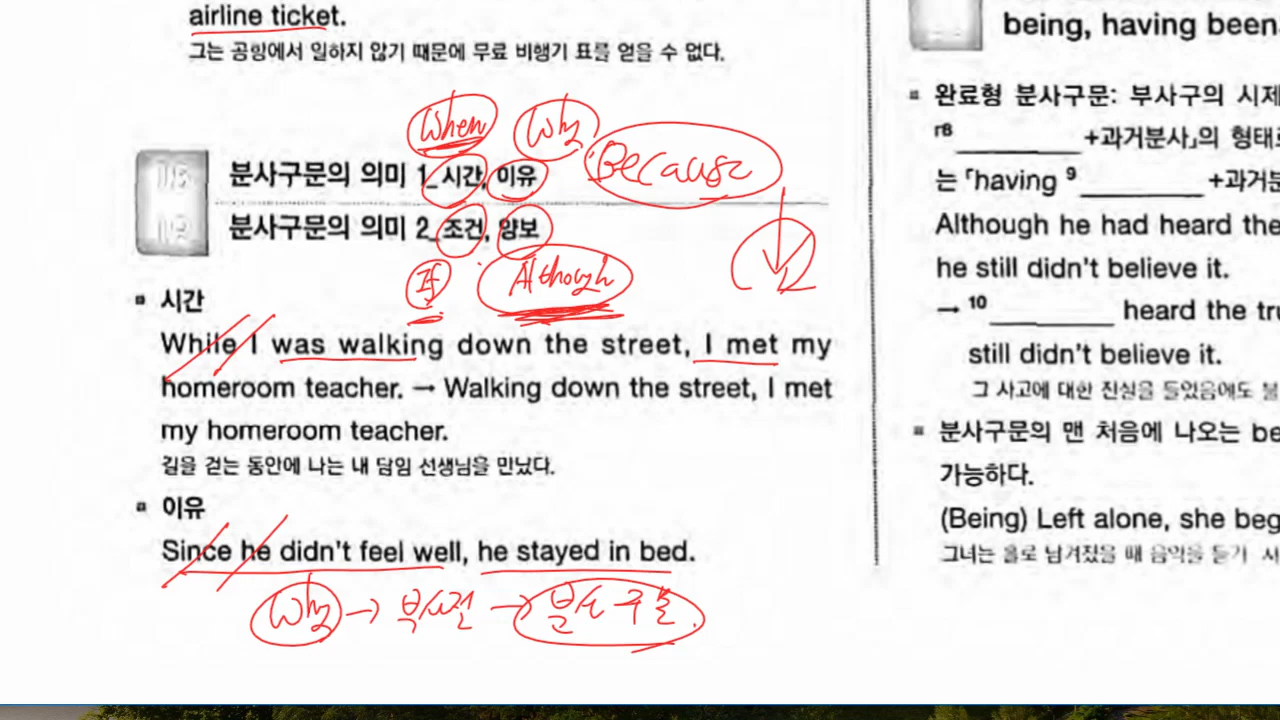 airline ticket.
그는 공항에서 일하지 않기 때문에 무료 비행기 표를 얻을 수 없다.
When Why Because
분사구문의 의미 1_시간, 이유
분사구문의 의미 2_조건, 양보
If Although
시간
While I was walking down the street, I met my
homeroom teacher. → Walking down the street, I met
my homeroom teacher.
길을 걷는 동안에 나는 내 담임 선생님을 만났다.
이유
Since he didn't feel well, he stayed in bed.
Why → 부사절 → 분사구문.
being, having been
완료형 분사구문: 부사구의 시제
「8 +과거분사」의 형태로
는 「having 9 +과거분
Although he had heard the
he still didn't believe it.
→ 10 heard the tru
still didn't believe it.
그 사고에 대한 진실을 들었음에도 불
분사구문의 맨 처음에 나오는 be
가능하다.
(Being) Left alone, she beg
그녀는 홀로 남겨졌을 때 음악을 듣기 시